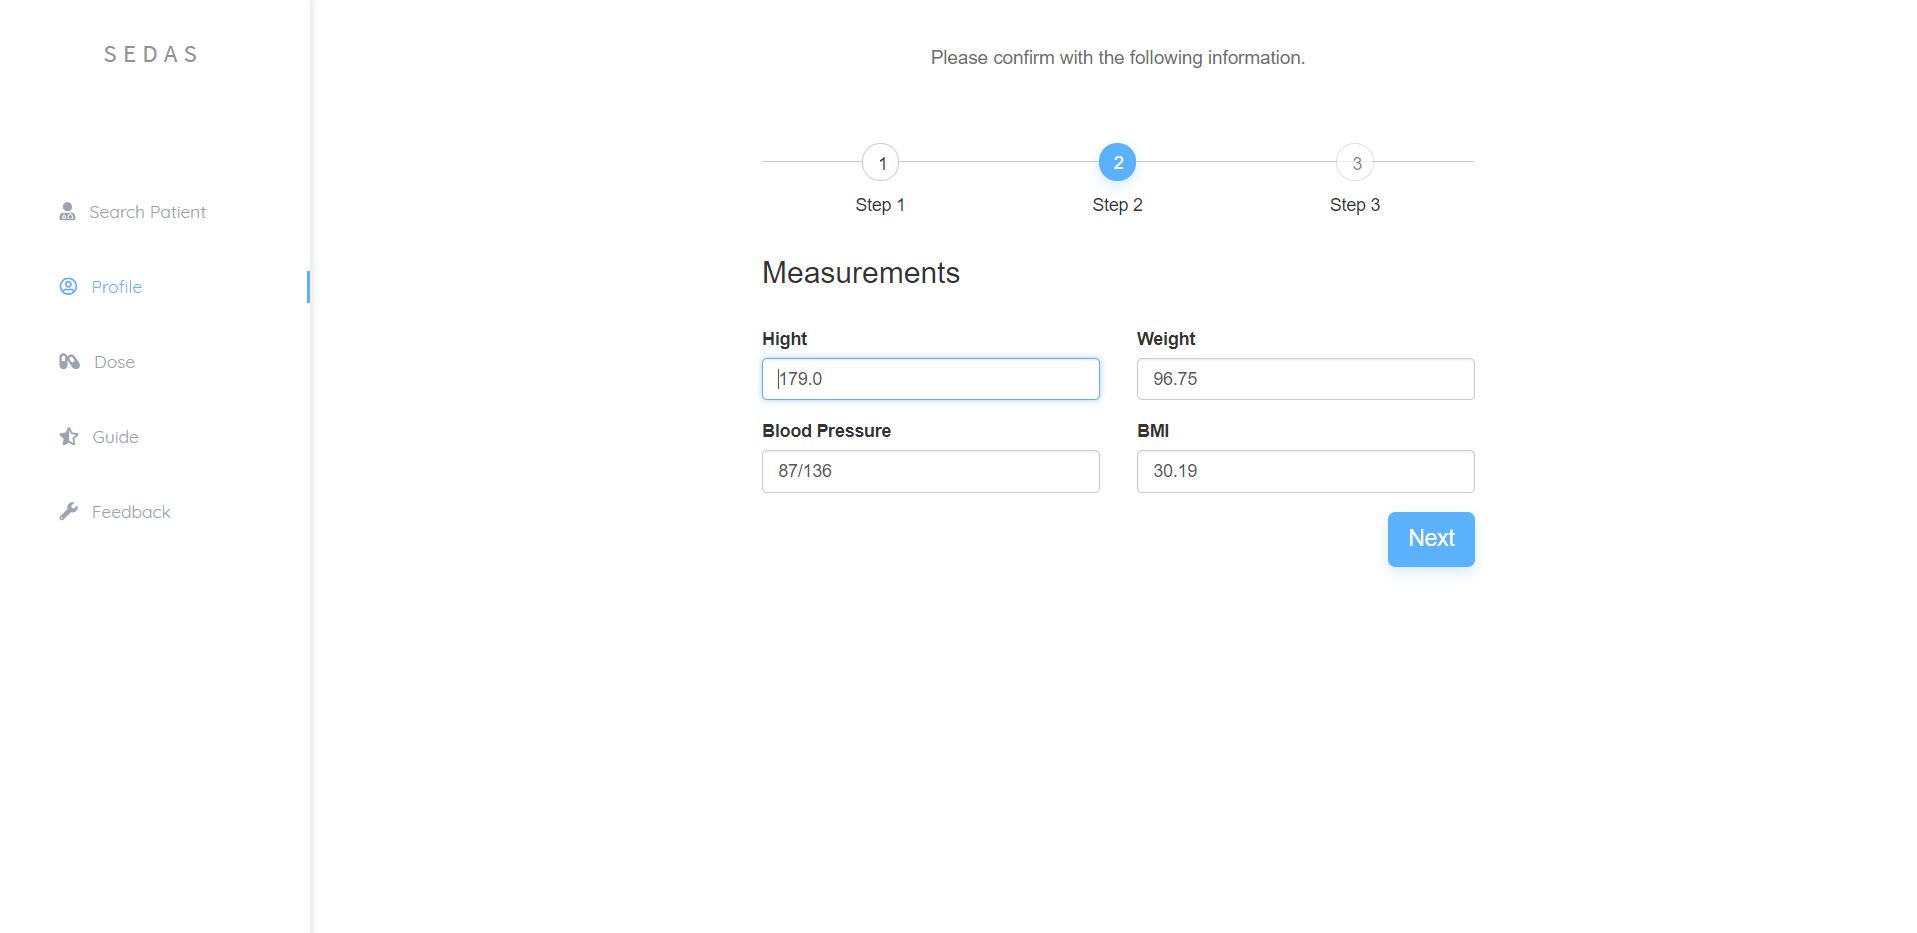 SEDAS
Search Patient
Profile
Dose
Guide
Feedback
Please confirm with the following information.
1
2
3
Step 1
Step 2
Step 3
Measurements
Hight
Weight
179.0
96.75
Blood Pressure
BMI
87/136
30.19
Next